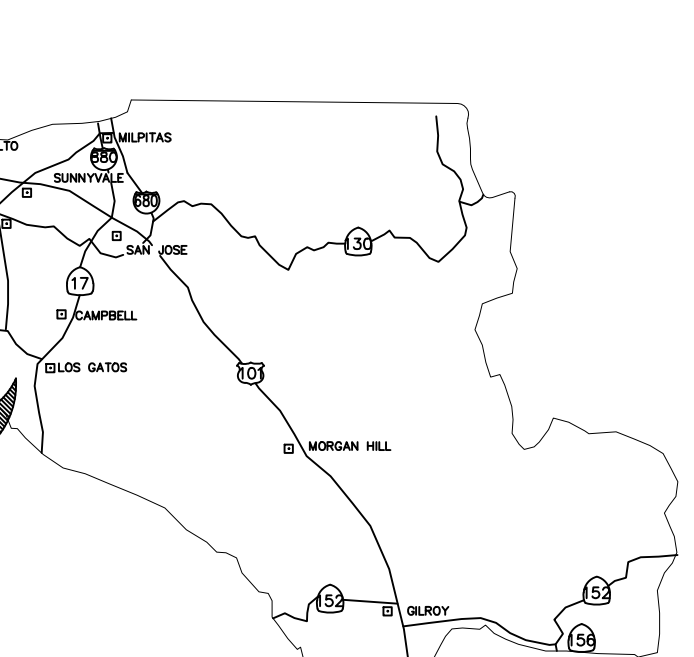 MILPITAS
LTO
880
SUNNYVALE
680
SAN JOSE
130
17
CAMPBELL
LOS GATOS
101
MORGAN HILL
152
152
GILROY
156